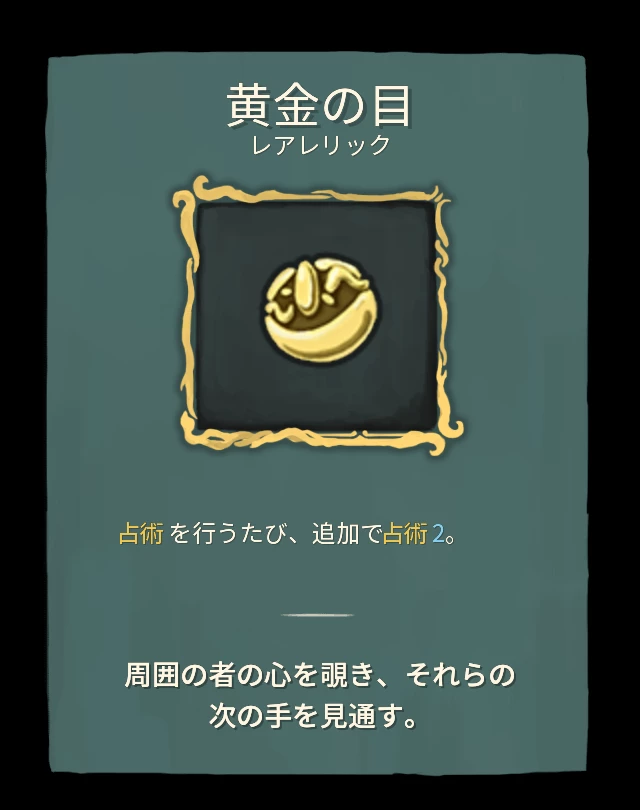 黄金の目
レアレリック
占術 を行うたび、追加で占術 2。
周囲の者の心を覗き、それらの
次の手を見通す。